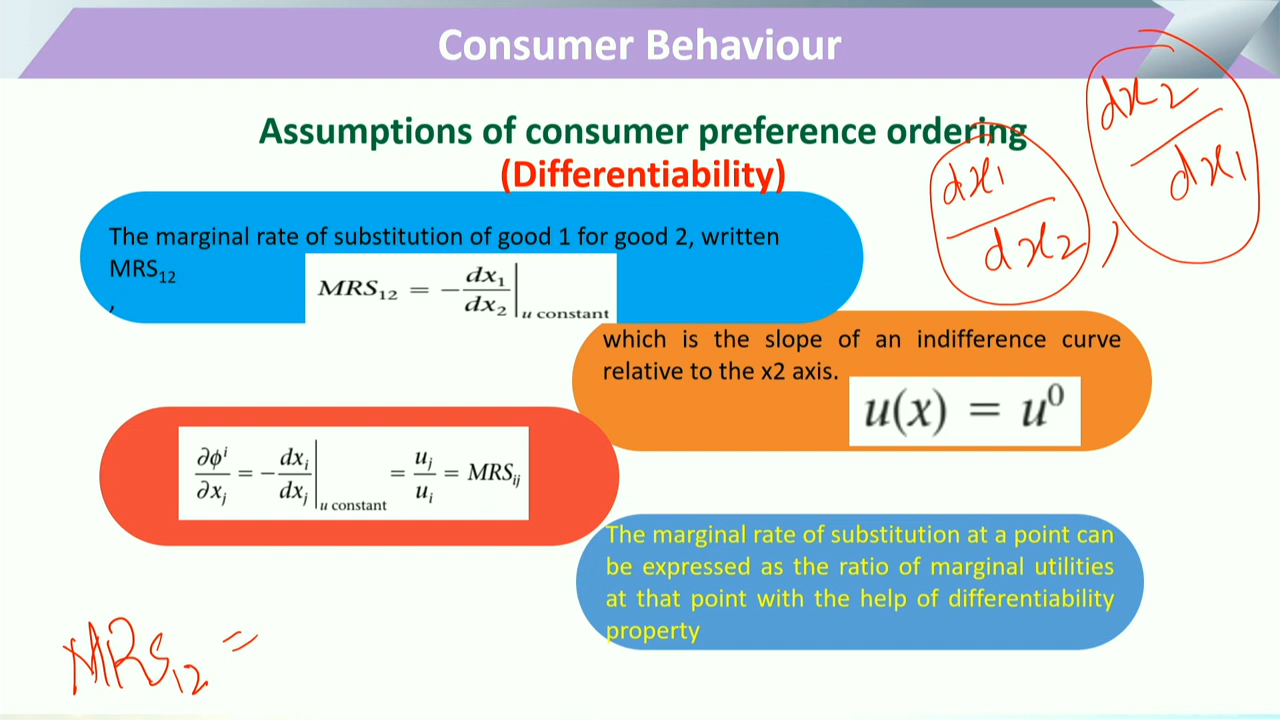 Consumer Behaviour
Assumptions of consumer preference ordering
(Differentiability)
dx₂
dx₁
dx₁
dx₂ ,
The marginal rate of substitution of good 1 for good 2, written
MRS₁₂
,
MRS₁₂ = − dx₁/dx₂ |u constant
which is the slope of an indifference curve
relative to the x2 axis.
u(x) = u⁰
∂ϕⁱ/∂xⱼ = − dxᵢ/dxⱼ |u constant = uⱼ/uᵢ = MRSᵢⱼ
The marginal rate of substitution at a point can
be expressed as the ratio of marginal utilities
at that point with the help of differentiability
property
MRS₁₂ =